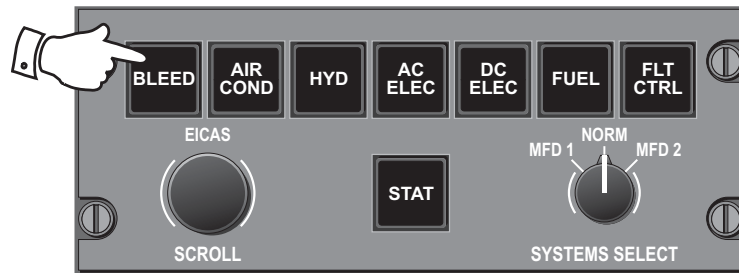 BLEED
AIR
COND
HYD
AC
ELEC
DC
ELEC
FUEL
FLT
CTRL
EICAS
SCROLL
STAT
MFD 1
NORM
MFD 2
SYSTEMS SELECT